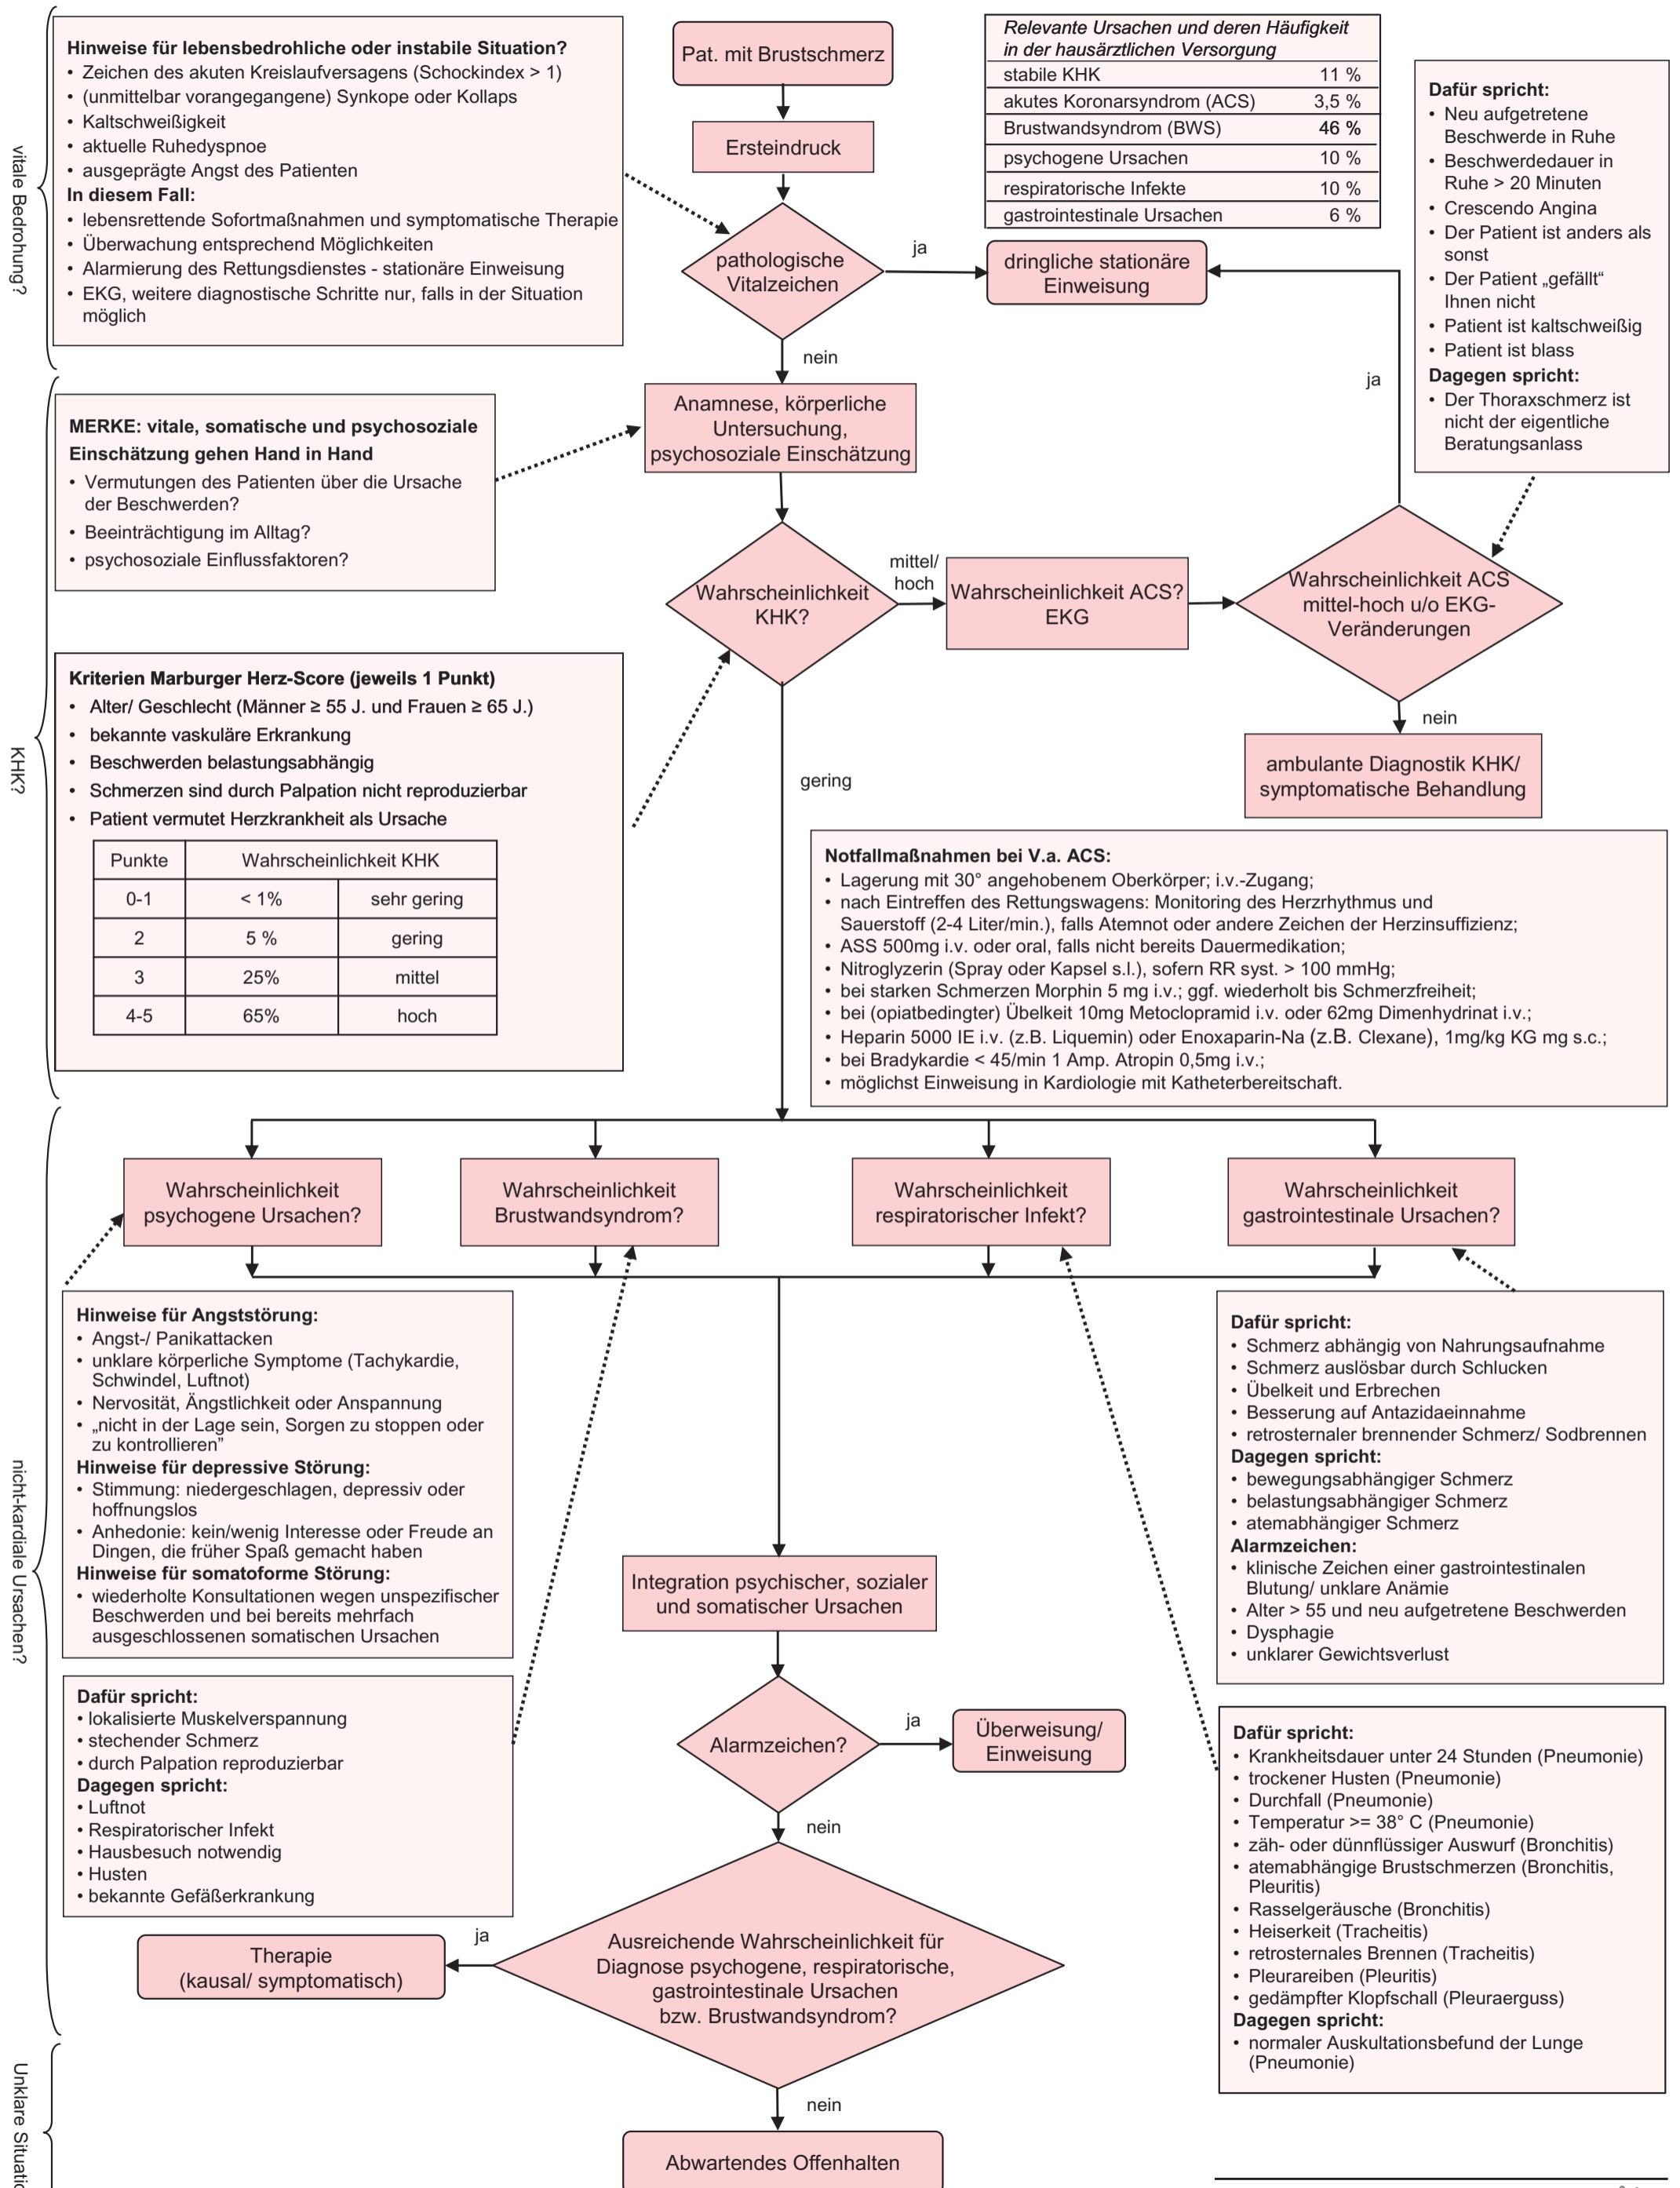 vitale Bedrohung?
Hinweise für lebensbedrohliche oder instabile Situation?
• Zeichen des akuten Kreislaufversagens (Schockindex > 1)
• (unmittelbar vorangegangene) Synkope oder Kollaps
• Kaltschweißigkeit
• aktuelle Ruhedyspnoe
• ausgeprägte Angst des Patienten
In diesem Fall:
• lebensrettende Sofortmaßnahmen und symptomatische Therapie
• Überwachung entsprechend Möglichkeiten
• Alarmierung des Rettungsdienstes - stationäre Einweisung
• EKG, weitere diagnostische Schritte nur, falls in der Situation
möglich
Pat. mit Brustschmerz
Ersteindruck
pathologische
Vitalzeichen
ja
nein
dringliche stationäre
Einweisung
Relevante Ursachen und deren Häufigkeit
in der hausärztlichen Versorgung
stabile KHK 11 %
akutes Koronarsyndrom (ACS) 3,5 %
Brustwandsyndrom (BWS) 46 %
psychogene Ursachen 10 %
respiratorische Infekte 10 %
gastrointestinale Ursachen 6 %
Dafür spricht:
• Neu aufgetretene
Beschwerde in Ruhe
• Beschwerdedauer in
Ruhe > 20 Minuten
• Crescendo Angina
• Der Patient ist anders als
sonst
• Der Patient „gefällt“
Ihnen nicht
• Patient ist kaltschweißig
• Patient ist blass
Dagegen spricht:
• Der Thoraxschmerz ist
nicht der eigentliche
Beratungsanlass
KHK?
MERKE: vitale, somatische und psychosoziale
Einschätzung gehen Hand in Hand
• Vermutungen des Patienten über die Ursache
der Beschwerden?
• Beeinträchtigung im Alltag?
• psychosoziale Einflussfaktoren?
Anamnese, körperliche
Untersuchung,
psychosoziale Einschätzung
Wahrscheinlichkeit
KHK?
mittel/
hoch
Wahrscheinlichkeit ACS?
EKG
Wahrscheinlichkeit ACS
mittel-hoch u/o EKG-
Veränderungen
ja
nein
ambulante Diagnostik KHK/
symptomatische Behandlung
gering
Kriterien Marburger Herz-Score (jeweils 1 Punkt)
• Alter/ Geschlecht (Männer ≥ 55 J. und Frauen ≥ 65 J.)
• bekannte vaskuläre Erkrankung
• Beschwerden belastungsabhängig
• Schmerzen sind durch Palpation nicht reproduzierbar
• Patient vermutet Herzkrankheit als Ursache
Punkte Wahrscheinlichkeit KHK
0-1 < 1% sehr gering
2 5 % gering
3 25% mittel
4-5 65% hoch
Notfallmaßnahmen bei V.a. ACS:
• Lagerung mit 30° angehobenem Oberkörper; i.v.-Zugang;
• nach Eintreffen des Rettungswagens: Monitoring des Herzrhythmus und
Sauerstoff (2-4 Liter/min.), falls Atemnot oder andere Zeichen der Herzinsuffizienz;
• ASS 500mg i.v. oder oral, falls nicht bereits Dauermedikation;
• Nitroglyzerin (Spray oder Kapsel s.l.), sofern RR syst. > 100 mmHg;
• bei starken Schmerzen Morphin 5 mg i.v.; ggf. wiederholt bis Schmerzfreiheit;
• bei (opiatbedingter) Übelkeit 10mg Metoclopramid i.v. oder 62mg Dimenhydrinat i.v.;
• Heparin 5000 IE i.v. (z.B. Liquemin) oder Enoxaparin-Na (z.B. Clexane), 1mg/kg KG mg s.c.;
• bei Bradykardie < 45/min 1 Amp. Atropin 0,5mg i.v.;
• möglichst Einweisung in Kardiologie mit Katheterbereitschaft.
nicht-kardiale Ursachen?
Wahrscheinlichkeit
psychogene Ursachen?
Wahrscheinlichkeit
Brustwandsyndrom?
Wahrscheinlichkeit
respiratorischer Infekt?
Wahrscheinlichkeit
gastrointestinale Ursachen?
Hinweise für Angststörung:
• Angst-/ Panikattacken
• unklare körperliche Symptome (Tachykardie,
Schwindel, Luftnot)
• Nervosität, Ängstlichkeit oder Anspannung
• „nicht in der Lage sein, Sorgen zu stoppen oder
zu kontrollieren”
Hinweise für depressive Störung:
• Stimmung: niedergeschlagen, depressiv oder
hoffnungslos
• Anhedonie: kein/wenig Interesse oder Freude an
Dingen, die früher Spaß gemacht haben
Hinweise für somatoforme Störung:
• wiederholte Konsultationen wegen unspezifischer
Beschwerden und bei bereits mehrfach
ausgeschlossenen somatischen Ursachen
Dafür spricht:
• lokalisierte Muskelverspannung
• stechender Schmerz
• durch Palpation reproduzierbar
Dagegen spricht:
• Luftnot
• Respiratorischer Infekt
• Hausbesuch notwendig
• Husten
• bekannte Gefäßerkrankung
Integration psychischer, sozialer
und somatischer Ursachen
Alarmzeichen?
ja
Überweisung/
Einweisung
nein
Ausreichende Wahrscheinlichkeit für
Diagnose psychogene, respiratorische,
gastrointestinale Ursachen
bzw. Brustwandsyndrom?
ja
Therapie
(kausal/ symptomatisch)
nein
Dafür spricht:
• Schmerz abhängig von Nahrungsaufnahme
• Schmerz auslösbar durch Schlucken
• Übelkeit und Erbrechen
• Besserung auf Antazidaeinnahme
• retrosternaler brennender Schmerz/ Sodbrennen
Dagegen spricht:
• bewegungsabhängiger Schmerz
• belastungsabhängiger Schmerz
• atemabhängiger Schmerz
Alarmzeichen:
• klinische Zeichen einer gastrointestinalen
Blutung/ unklare Anämie
• Alter > 55 und neu aufgetretene Beschwerden
• Dysphagie
• unklarer Gewichtsverlust
Dafür spricht:
• Krankheitsdauer unter 24 Stunden (Pneumonie)
• trockener Husten (Pneumonie)
• Durchfall (Pneumonie)
• Temperatur >= 38° C (Pneumonie)
• zäh- oder dünnflüssiger Auswurf (Bronchitis)
• atemabhängige Brustschmerzen (Bronchitis,
Pleuritis)
• Rasselgeräusche (Bronchitis)
• Heiserkeit (Tracheitis)
• retrosternales Brennen (Tracheitis)
• Pleurareiben (Pleuritis)
• gedämpfter Klopfschall (Pleuraerguss)
Dagegen spricht:
• normaler Auskultationsbefund der Lunge
(Pneumonie)
Unklare Situatio
Abwartendes Offenhalten